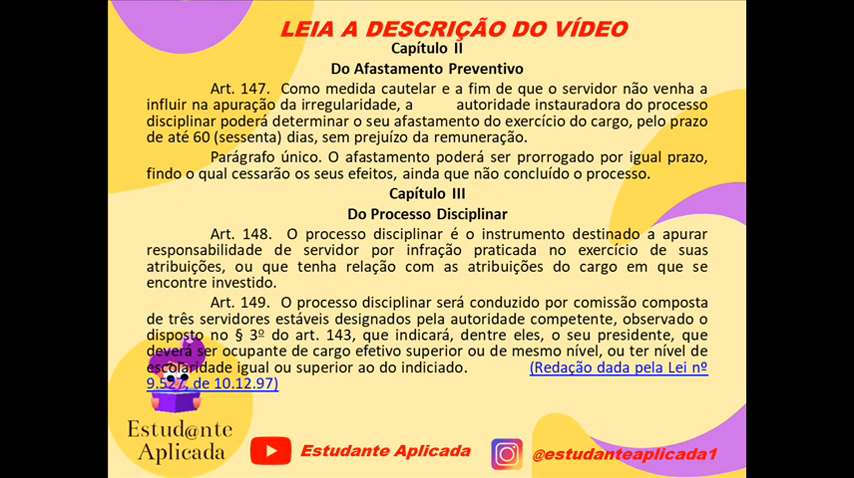 LEIA A DESCRIÇÃO DO VÍDEO
Capítulo II
Do Afastamento Preventivo
Art. 147. Como medida cautelar e a fim de que o servidor não venha a
influir na apuração da irregularidade, a autoridade instauradora do processo
disciplinar poderá determinar o seu afastamento do exercício do cargo, pelo prazo
de até 60 (sessenta) dias, sem prejuízo da remuneração.
Parágrafo único. O afastamento poderá ser prorrogado por igual prazo,
findo o qual cessarão os seus efeitos, ainda que não concluído o processo.
Capítulo III
Do Processo Disciplinar
Art. 148. O processo disciplinar é o instrumento destinado a apurar
responsabilidade de servidor por infração praticada no exercício de suas
atribuições, ou que tenha relação com as atribuições do cargo em que se
encontre investido.
Art. 149. O processo disciplinar será conduzido por comissão composta
de três servidores estáveis designados pela autoridade competente, observado o
disposto no § 3º do art. 143, que indicará, dentre eles, o seu presidente, que
deverá ser ocupante de cargo efetivo superior ou de mesmo nível, ou ter nível de
escolaridade igual ou superior ao do indiciado. (Redação dada pela Lei nº
9.527, de 10.12.97)
Estud@nte
Aplicada
Estudante Aplicada
@estudanteaplicada1